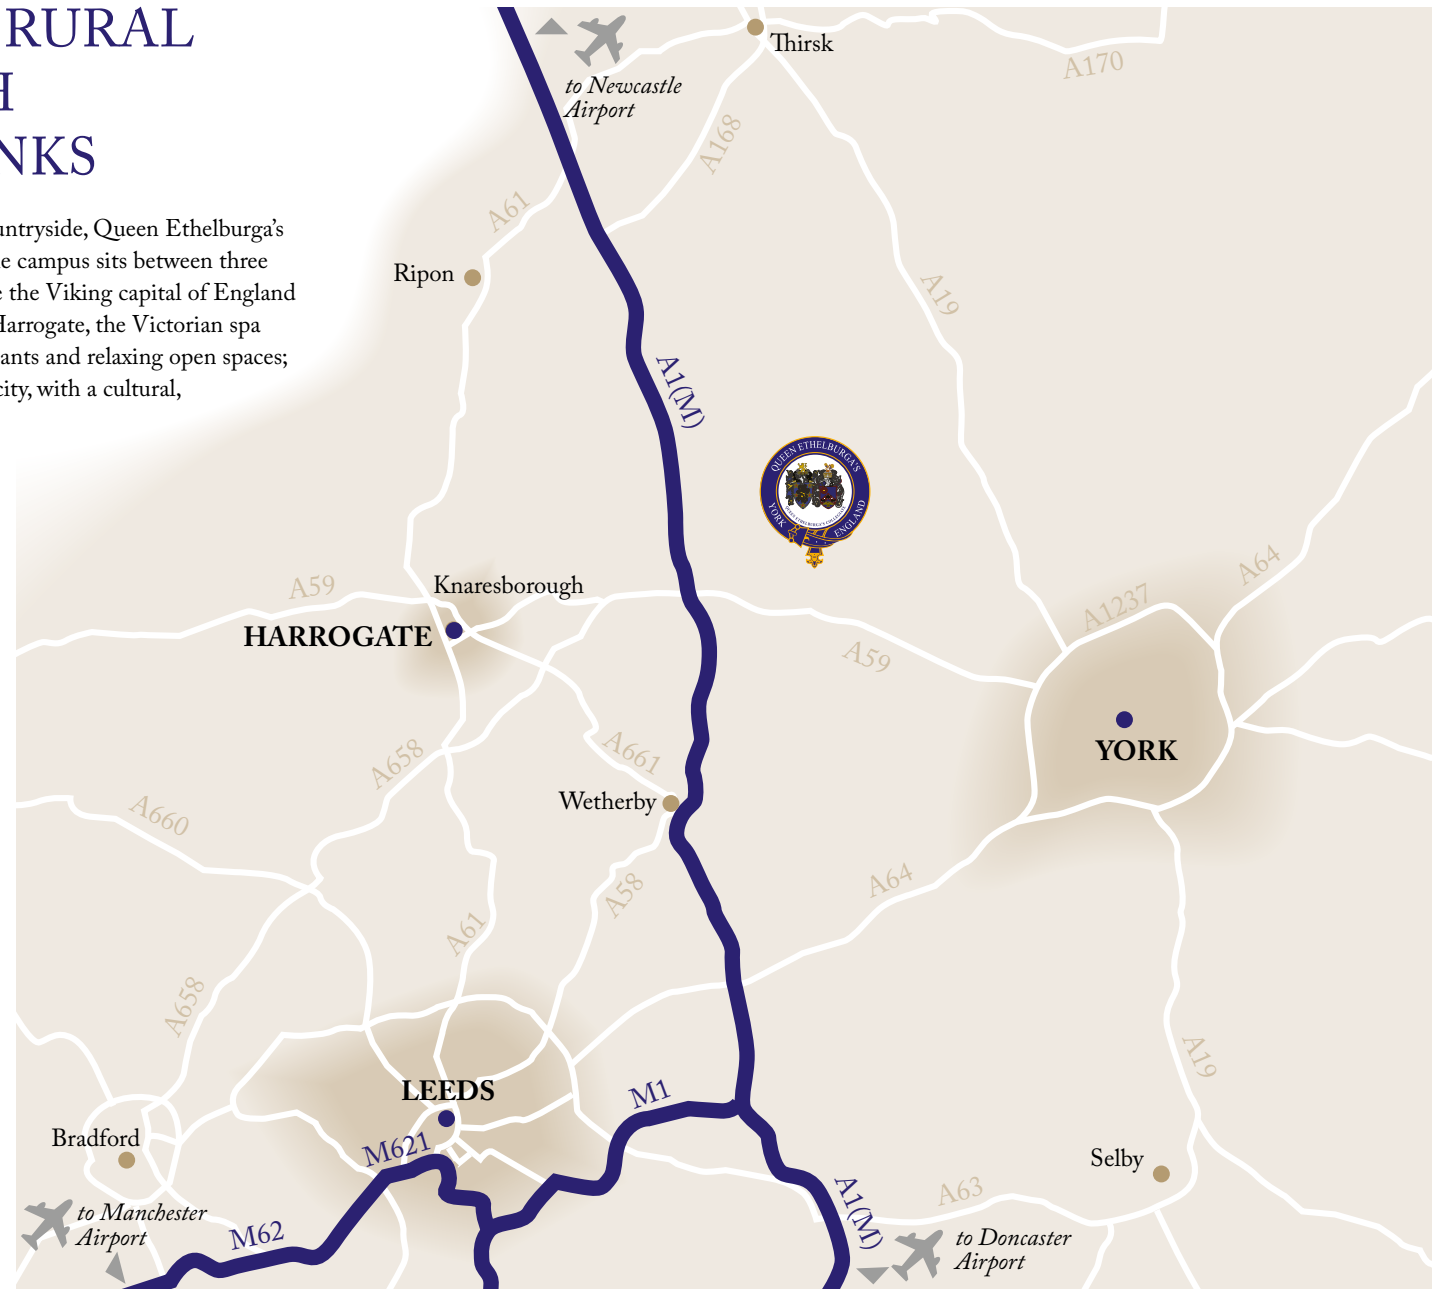 RURAL
H
NKS
untryside, Queen Ethelburga’s
e campus sits between three
e the Viking capital of England
Harrogate, the Victorian spa
ants and relaxing open spaces;
city, with a cultural,
Thirsk
A170
to Newcastle
Airport
A168
A61
Ripon
A19
A1(M)
QUEEN ETHELBURGA'S
YORK
ENGLAND
A64
A59
Knaresborough
A1237
HARROGATE
A59
A658
A661
YORK
Wetherby
A660
A58
A64
A61
A658
A19
LEEDS
M1
Bradford
M621
Selby
A63
A1(M)
to Manchester
Airport
M62
to Doncaster
Airport